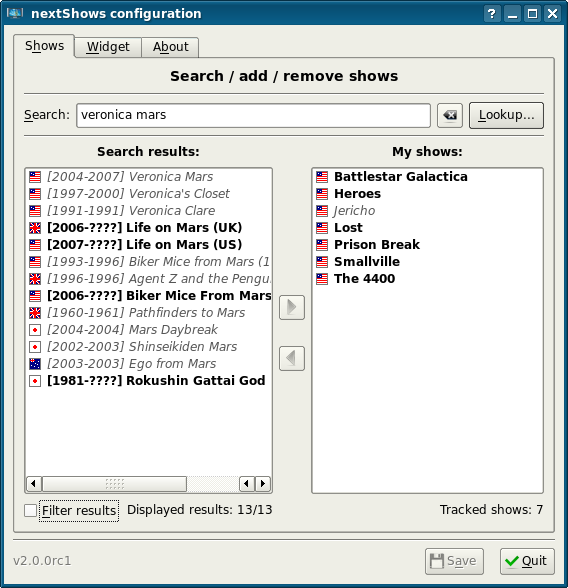 nextShows configuration
Shows Widget About
Search / add / remove shows
Search: veronica mars Lookup...
Search results:
[2004-2007] Veronica Mars
[1997-2000] Veronica's Closet
[1991-1991] Veronica Clare
[2006-????] Life on Mars (UK)
[2007-????] Life on Mars (US)
[1993-1996] Biker Mice from Mars (1
[1996-1996] Agent Z and the Pengu
[2006-????] Biker Mice From Mars
[1960-1961] Pathfinders to Mars
[2004-2004] Mars Daybreak
[2002-2003] Shinseikiden Mars
[2003-2003] Ego from Mars
[1981-????] Rokushin Gattai God
Filter results Displayed results: 13/13
My shows:
Battlestar Galactica
Heroes
Jericho
Lost
Prison Break
Smallville
The 4400
Tracked shows: 7
v2.0.0rc1 Save Quit